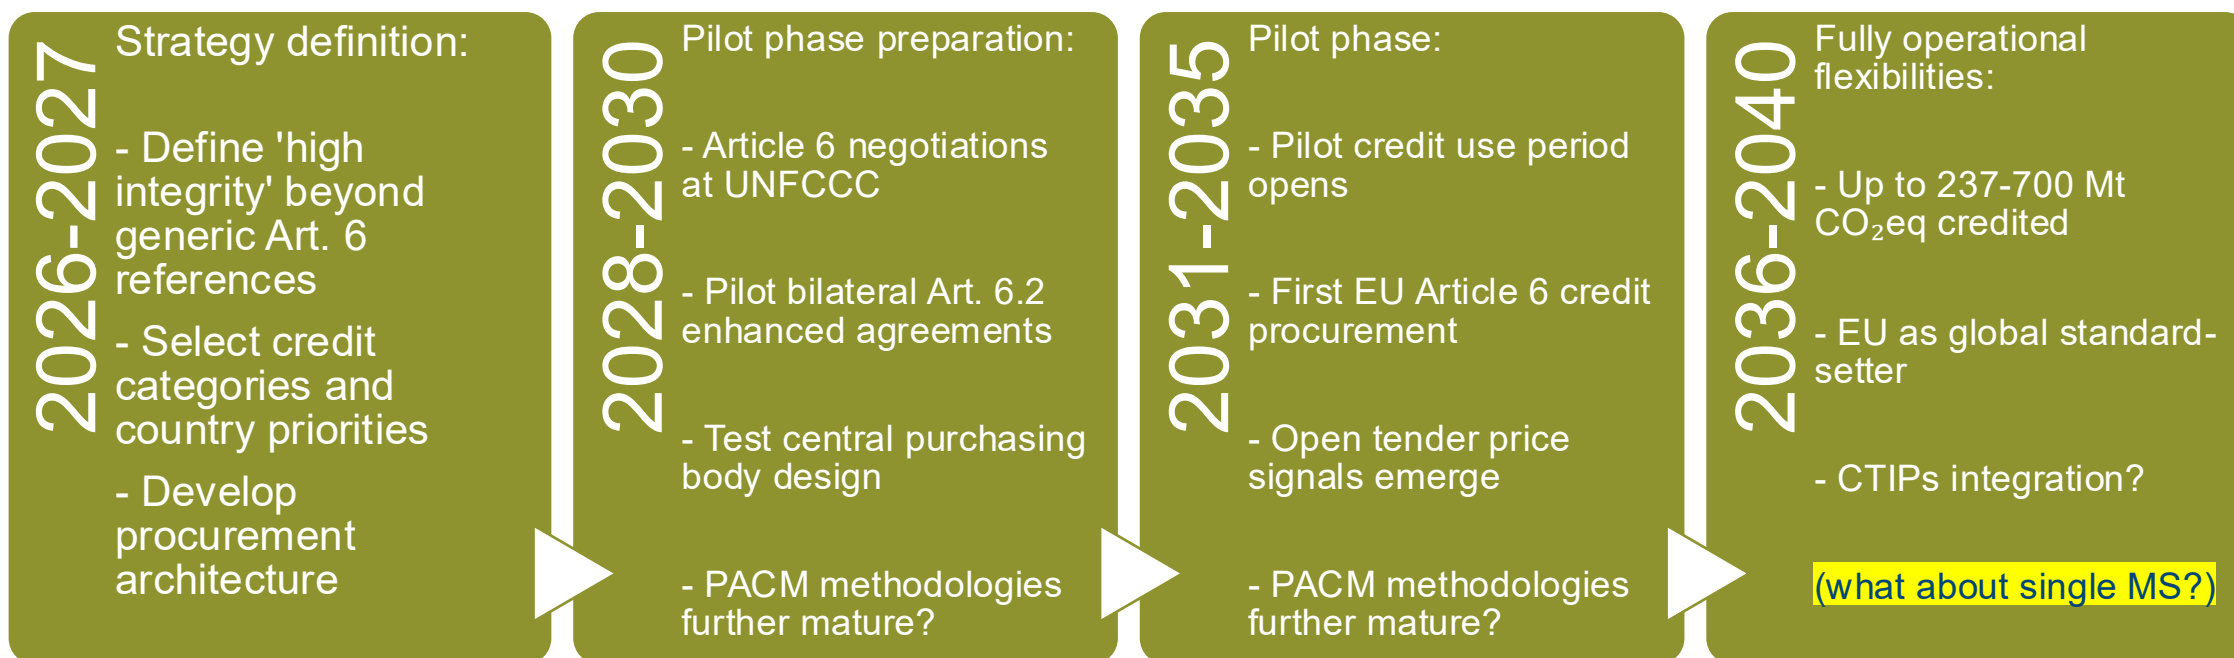 2026-2027
Strategy definition:
- Define 'high
integrity' beyond
generic Art. 6
references
- Select credit
categories and
country priorities
- Develop
procurement
architecture
2028-2030
Pilot phase preparation:
- Article 6 negotiations
at UNFCCC
- Pilot bilateral Art. 6.2
enhanced agreements
- Test central purchasing
body design
- PACM methodologies
further mature?
2031-2035
Pilot phase:
- Pilot credit use period
opens
- First EU Article 6 credit
procurement
- Open tender price
signals emerge
- PACM methodologies
further mature?
2036-2040
Fully operational
flexibilities:
- Up to 237-700 Mt
CO₂eq credited
- EU as global standard-
setter
- CTIPs integration?
(what about single MS?)